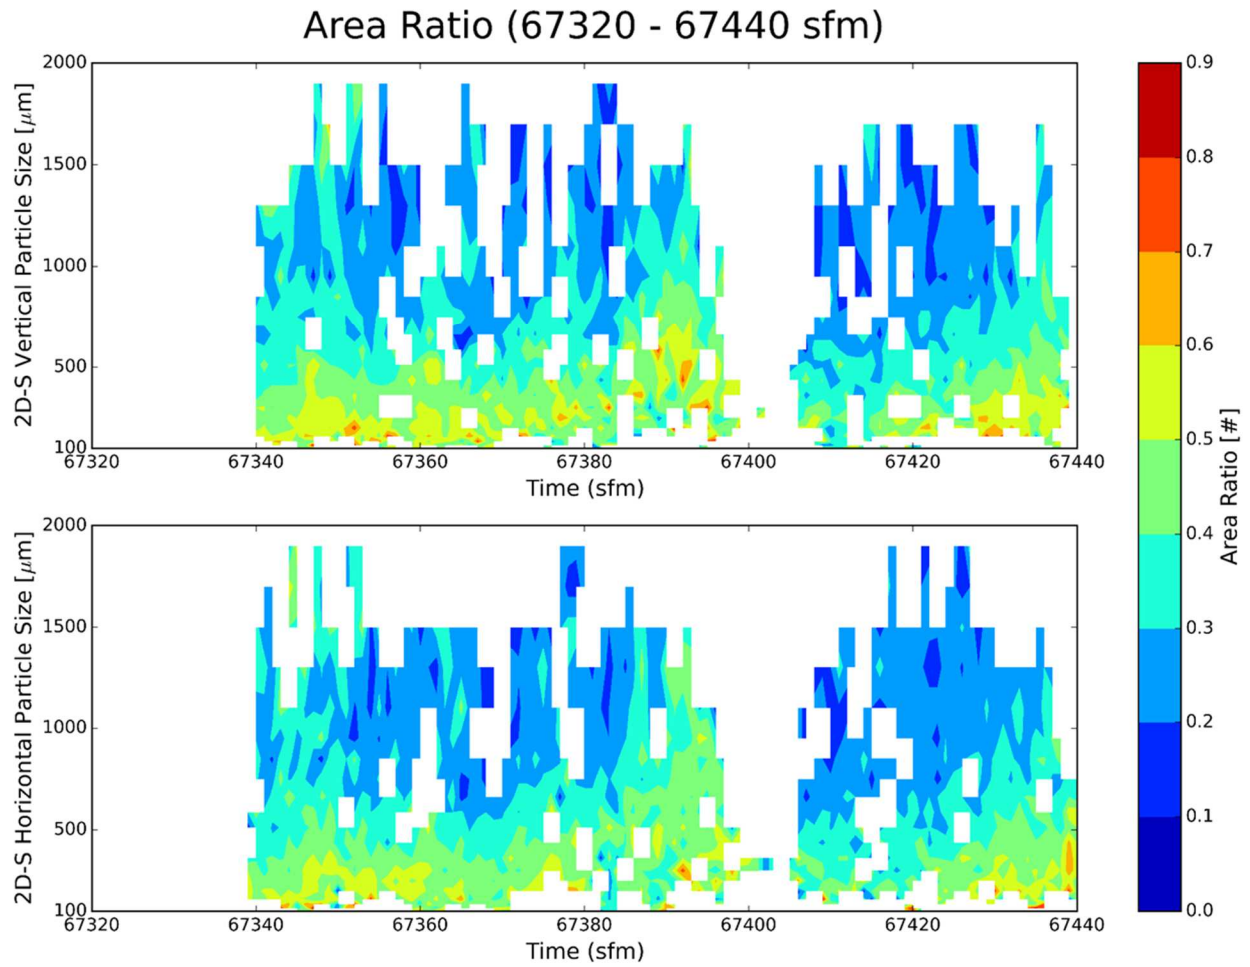 Area Ratio (67320 - 67440 sfm)
2D-S Vertical Particle Size [μm]
2000
1500
1000
500
100
67320 67340 67360 67380 67400 67420 67440
Time (sfm)
2D-S Horizontal Particle Size [μm]
2000
1500
1000
500
100
67320 67340 67360 67380 67400 67420 67440
Time (sfm)
0.9
0.8
0.7
0.6
0.5
0.4
0.3
0.2
0.1
0.0
Area Ratio [#]